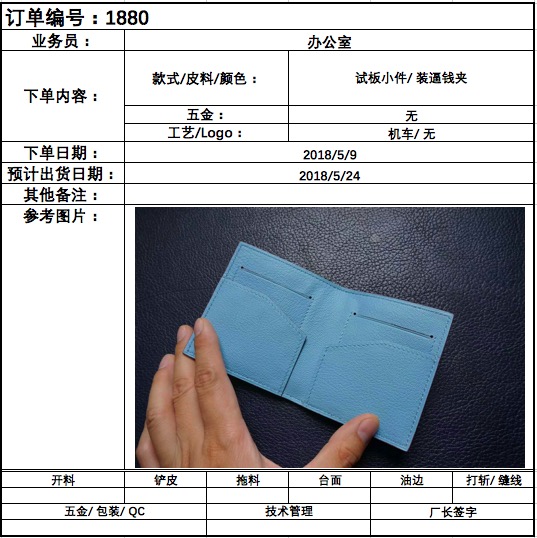 订单编号：1880
业务员：
办公室
下单内容：
款式/皮料/颜色：
试板小件/ 装逼钱夹
五金：
无
工艺/Logo：
机车/ 无
下单日期：
2018/5/9
预计出货日期：
2018/5/24
其他备注：
参考图片：
开料 铲皮 拖料 台面 油边 打斩/ 缝线
五金/ 包装/ QC 技术管理 厂长签字